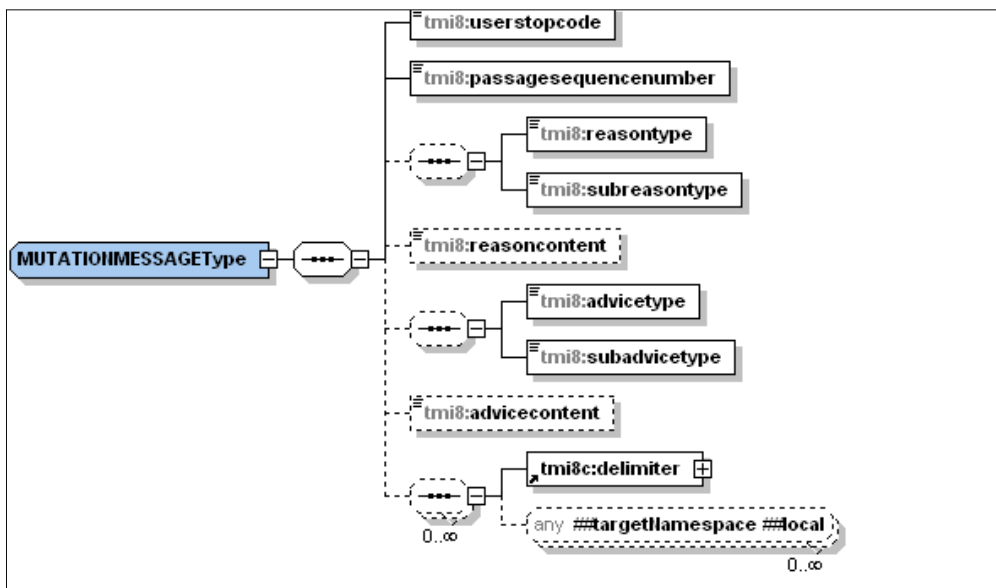 tmi8:userstopcode
tmi8:passagesequencenumber
tmi8:reasontype
tmi8:subreasontype
MUTATIONMESSAGEType
tmi8:reasoncontent
tmi8:advicetype
tmi8:subadvicetype
tmi8:advicecontent
tmi8c:delimiter
0..∞
any ##targetNamespace ##local
0..∞